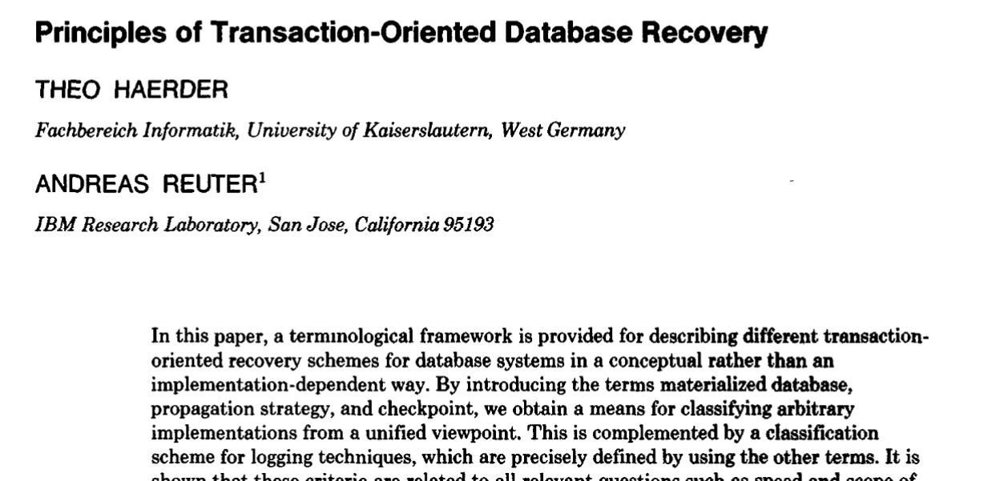 Principles of Transaction-Oriented Database Recovery
THEO HAERDER
Fachbereich Informatik, University of Kaiserslautern, West Germany
ANDREAS REUTER¹
IBM Research Laboratory, San Jose, California 95193
In this paper, a terminological framework is provided for describing different transaction-
oriented recovery schemes for database systems in a conceptual rather than an
implementation-dependent way. By introducing the terms materialized database,
propagation strategy, and checkpoint, we obtain a means for classifying arbitrary
implementations from a unified viewpoint. This is complemented by a classification
scheme for logging techniques, which are precisely defined by using the other terms. It is
shown that these criteria are related to all relevant questions such as speed and scope of